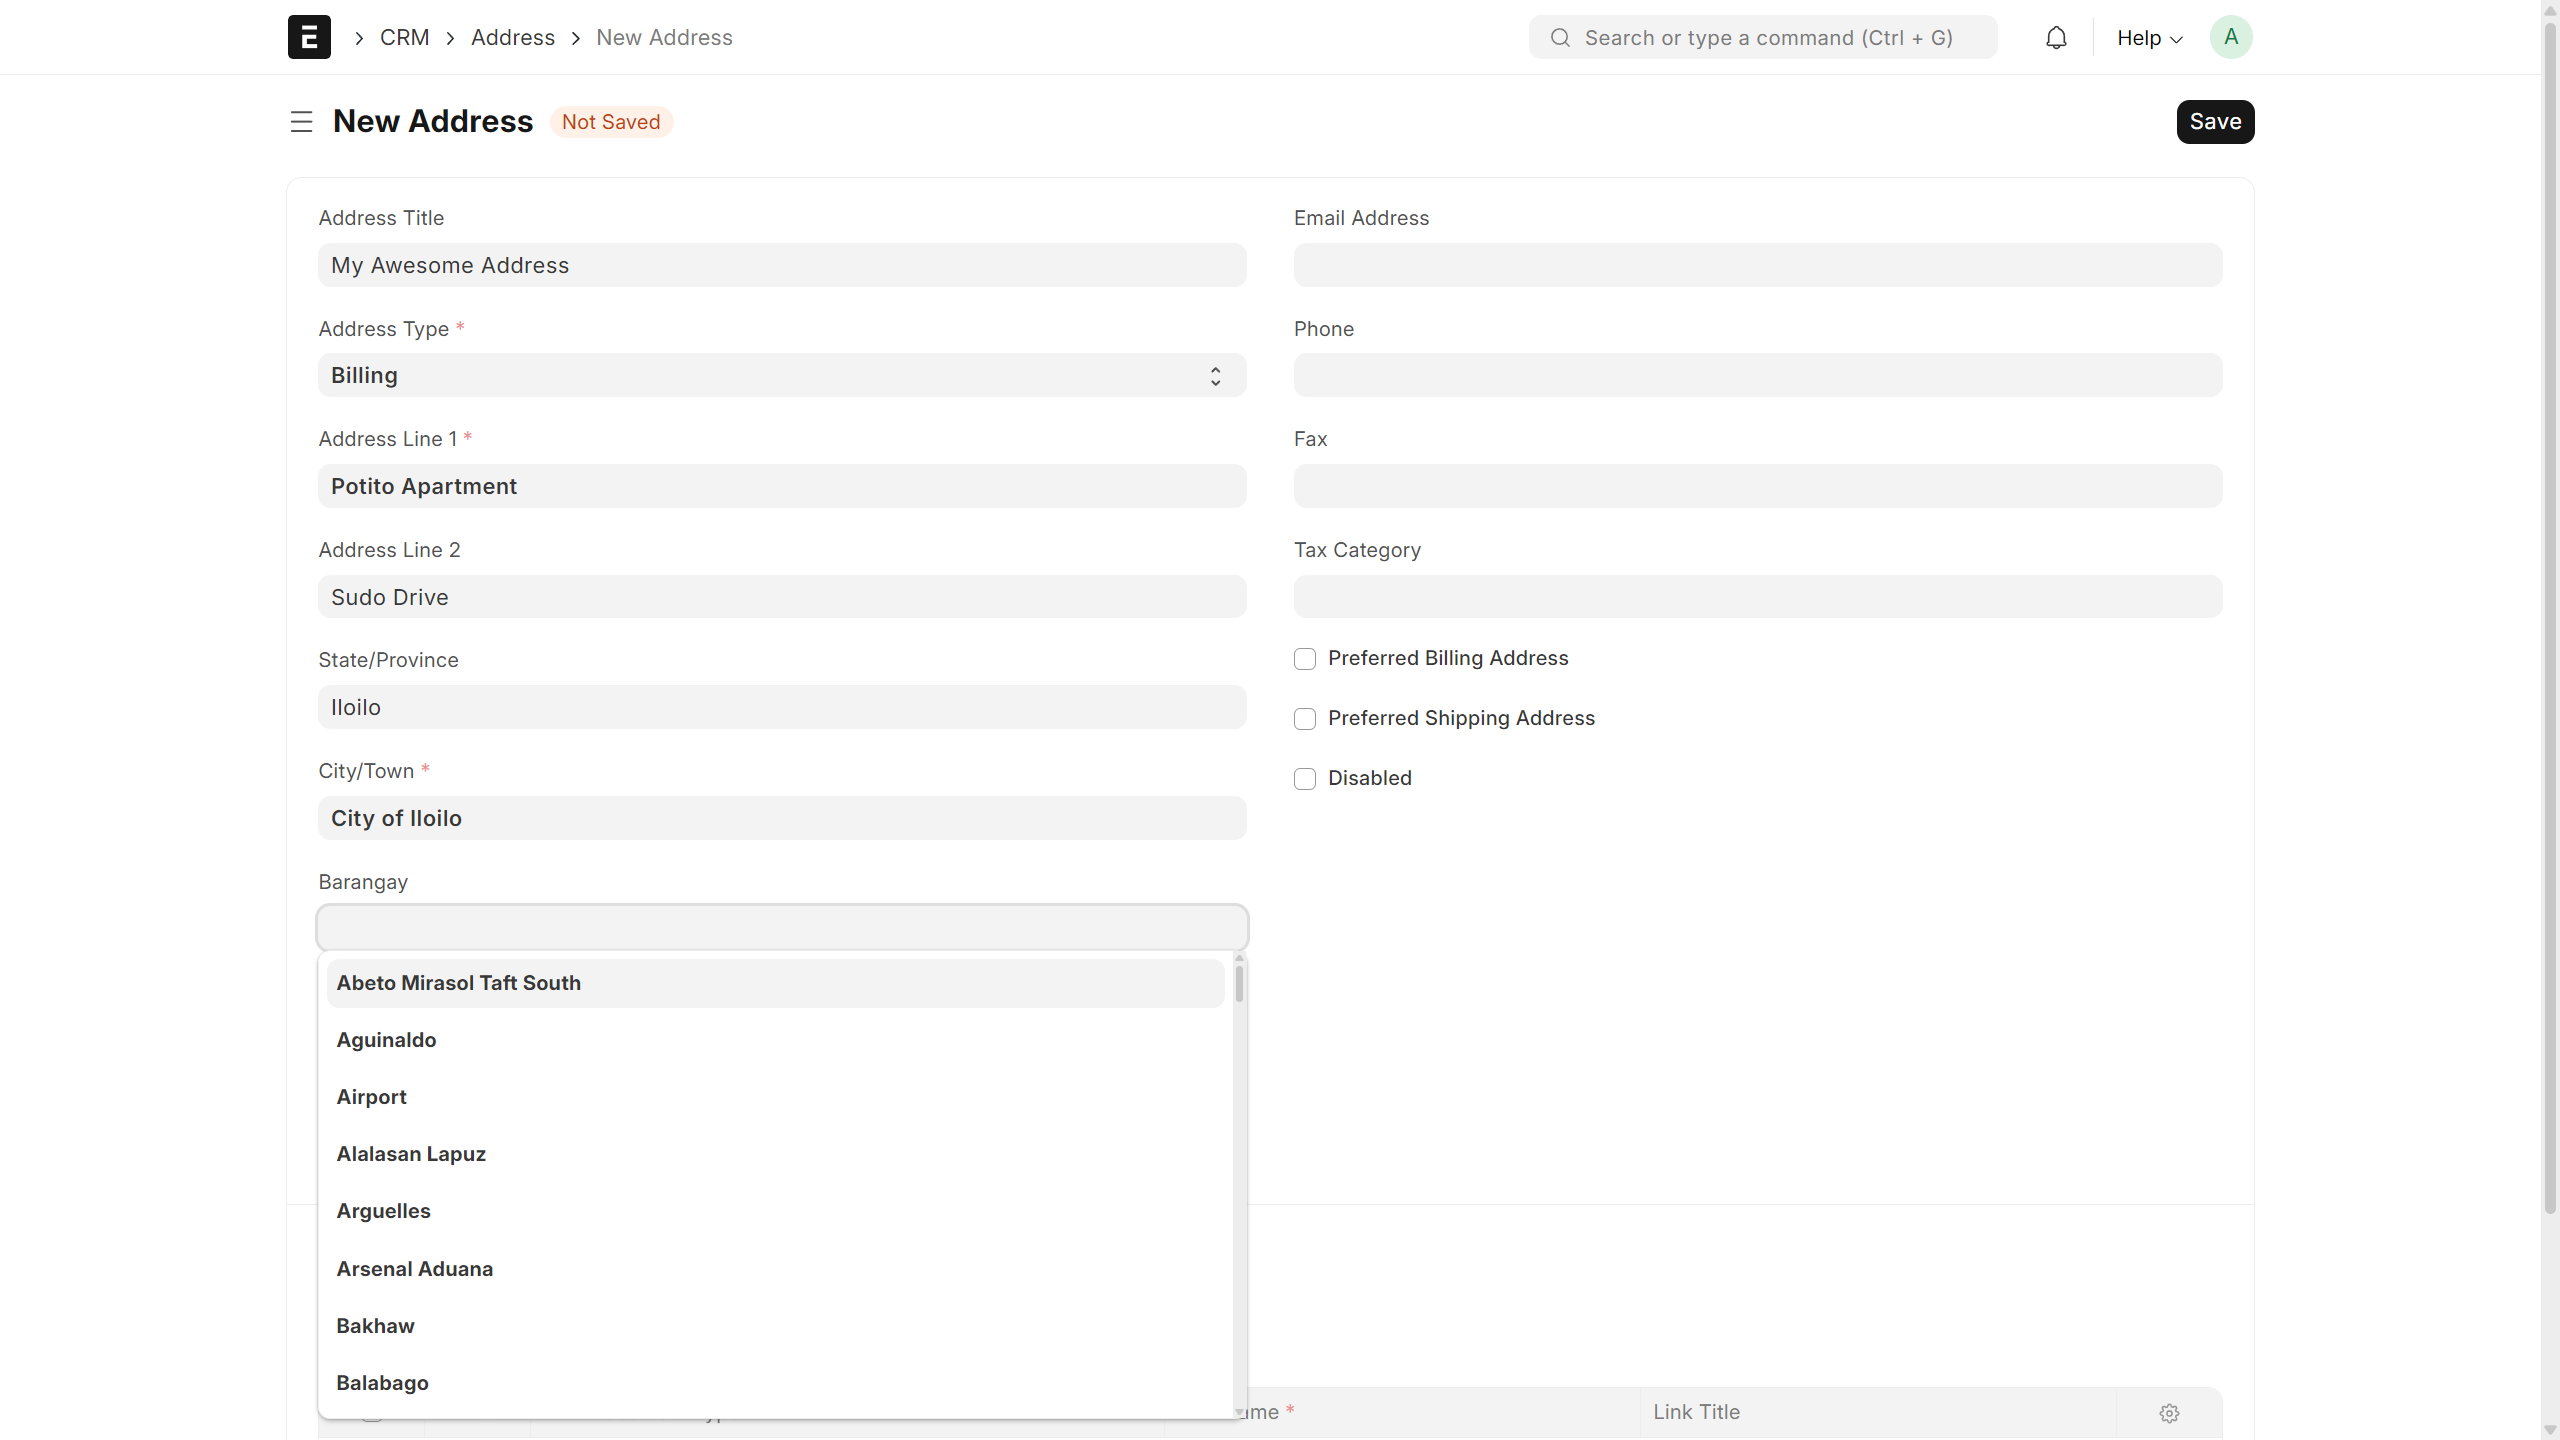 CRM
Address
New Address
Search or type a command (Ctrl + G)
Help
A
New Address
Not Saved
Save
Address Title
My Awesome Address
Address Type *
Billing
Address Line 1 *
Potito Apartment
Address Line 2
Sudo Drive
State/Province
Iloilo
City/Town *
City of Iloilo
Barangay
Abeto Mirasol Taft South
Aguinaldo
Airport
Alalasan Lapuz
Arguelles
Arsenal Aduana
Bakhaw
Balabago
Email Address
Phone
Fax
Tax Category
Preferred Billing Address
Preferred Shipping Address
Disabled
Link Title